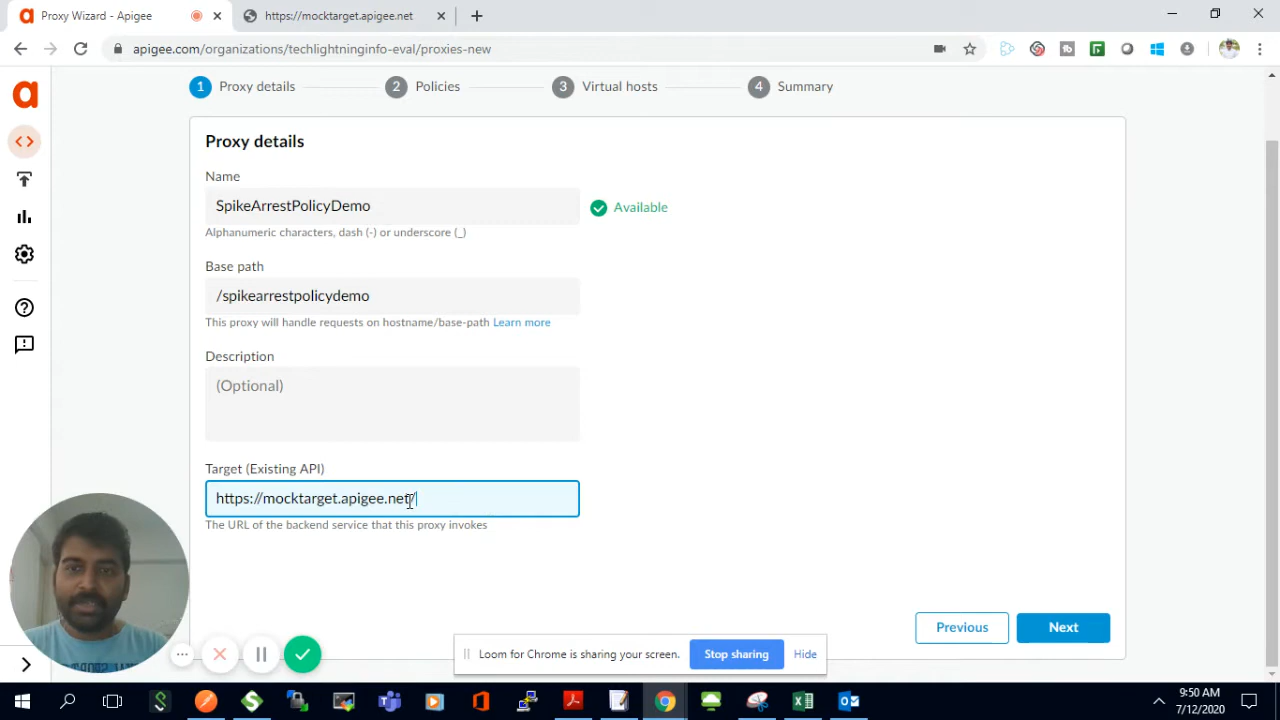 Proxy Wizard - Apigee
https://mocktarget.apigee.net
apigee.com/organizations/techlightninginfo-eval/proxies-new
1 Proxy details
2 Policies
3 Virtual hosts
4 Summary
Proxy details
Name
SpikeArrestPolicyDemo
Available
Alphanumeric characters, dash (-) or underscore (_)
Base path
/spikearrestpolicydemo
This proxy will handle requests on hostname/base-path Learn more
Description
(Optional)
Target (Existing API)
https://mocktarget.apigee.net/
The URL of the backend service that this proxy invokes
Previous
Next
Loom for Chrome is sharing your screen.
Stop sharing
Hide
9:50 AM
7/12/2020